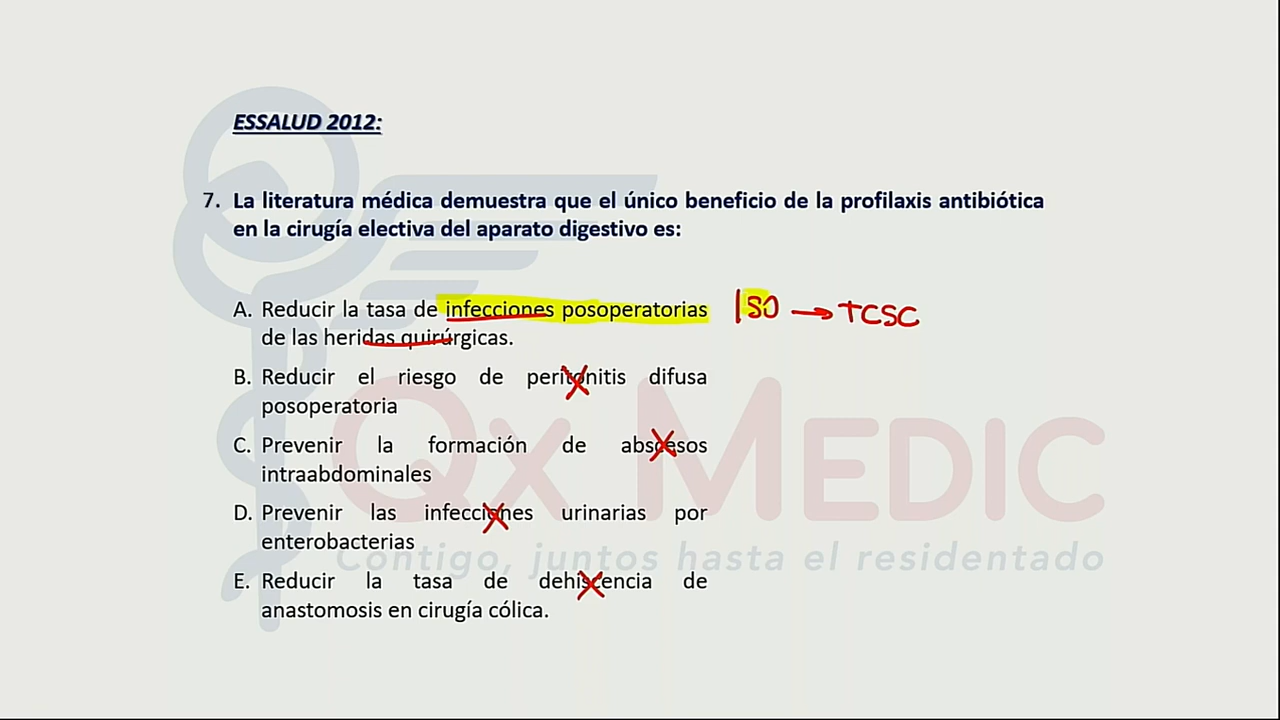 ESSALUD 2012:
7. La literatura médica demuestra que el único beneficio de la profilaxis antibiótica
en la cirugía electiva del aparato digestivo es:
A. Reducir la tasa de infecciones posoperatorias ISO → TCSC
de las heridas quirúrgicas.
B. Reducir el riesgo de peritonitis difusa
posoperatoria
C. Prevenir la formación de abscesos
intraabdominales
D. Prevenir las infecciones urinarias por
enterobacterias
E. Reducir la tasa de dehiscencia de
anastomosis en cirugía cólica.
QX MEDIC
Contigo, juntos hasta el residentado